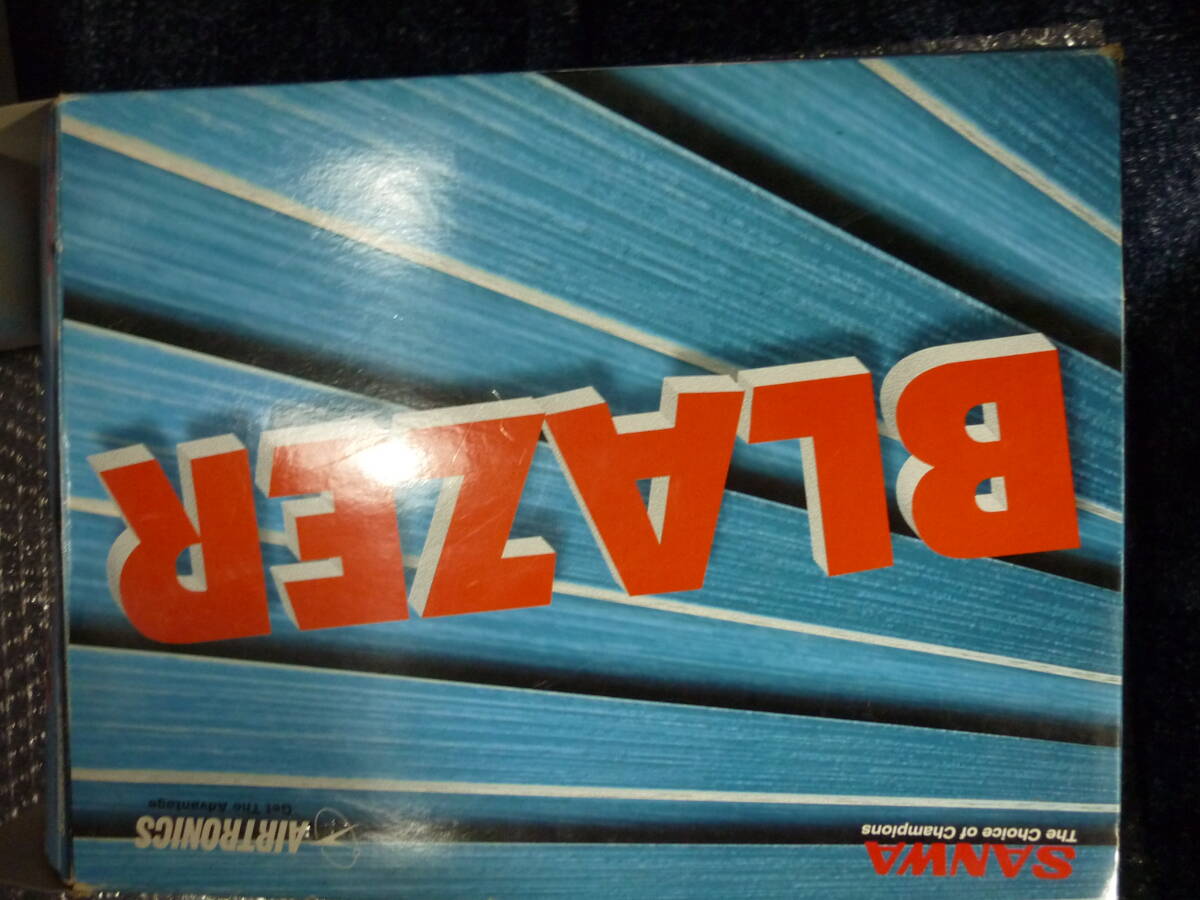 SANWA
The Choice of Champions
AIRTRONICS
Get The Advantage
BLAZER